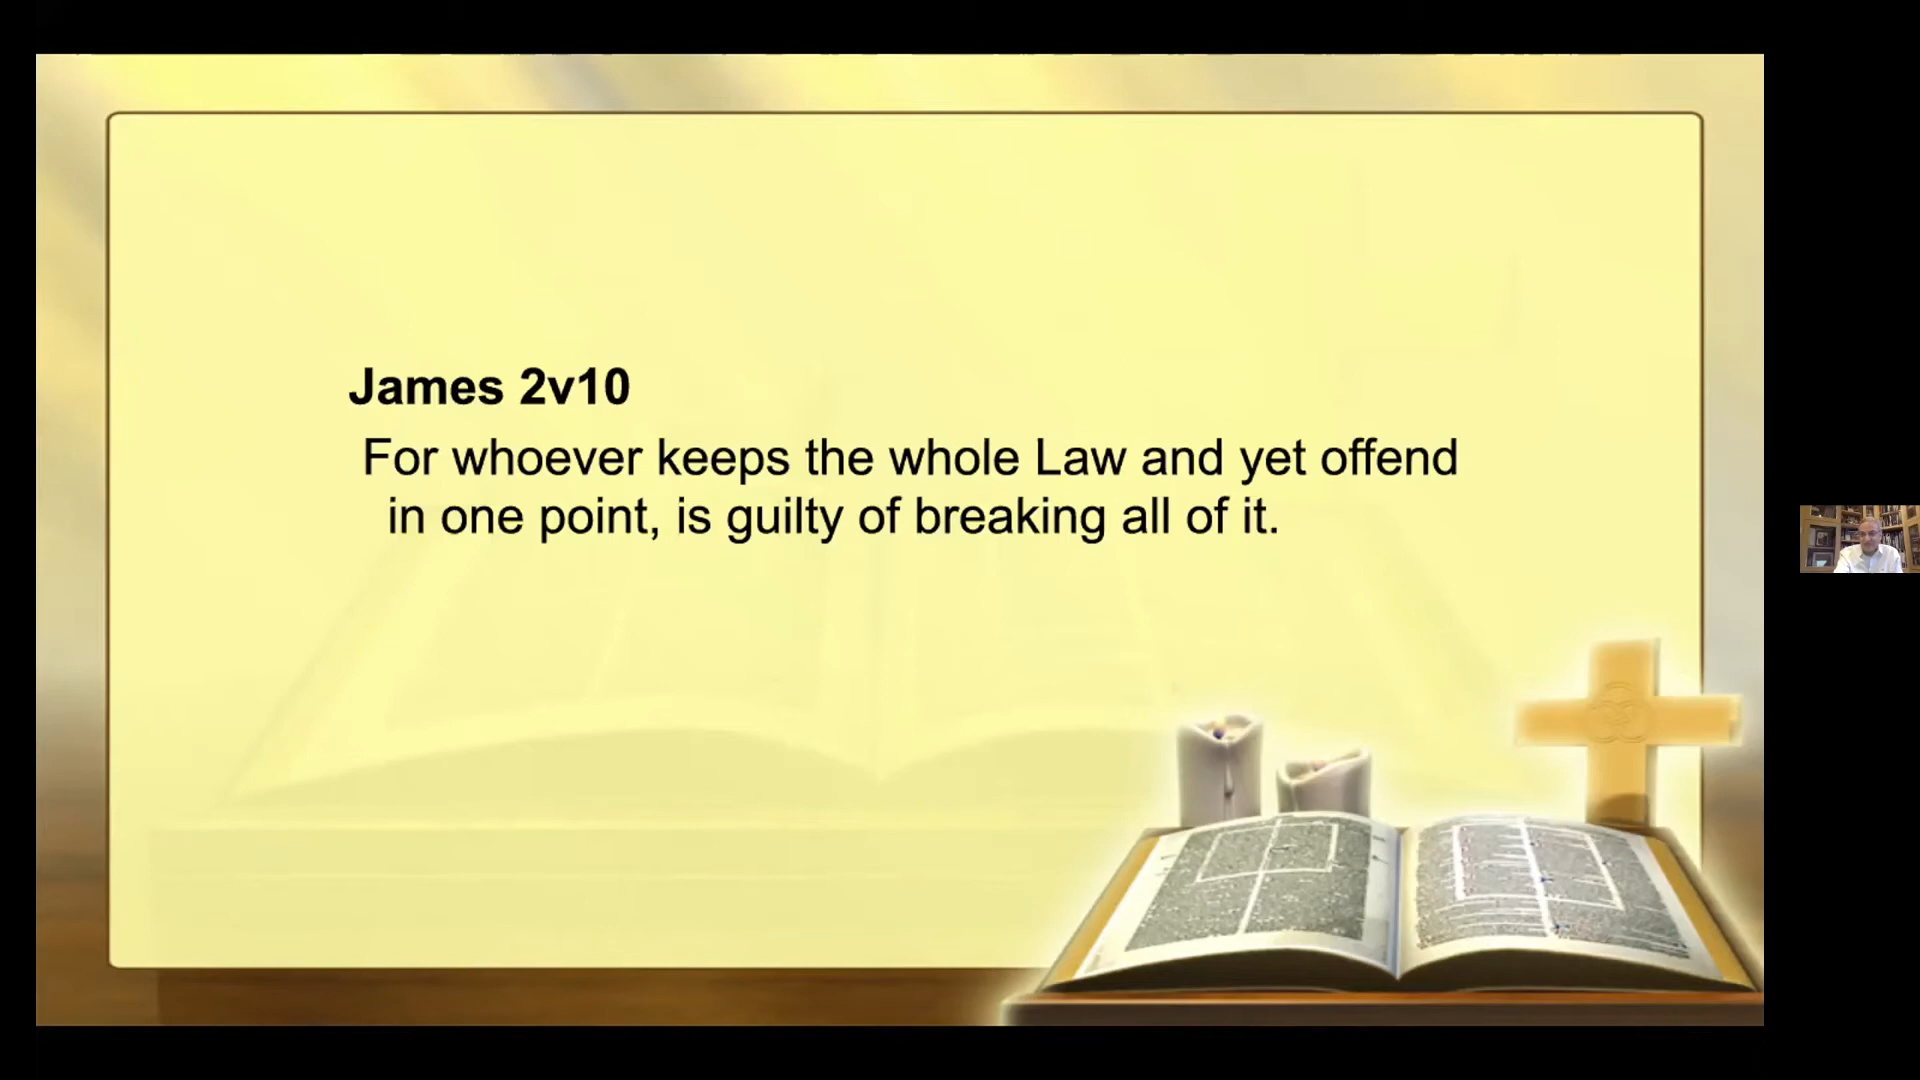 James 2v10
For whoever keeps the whole Law and yet offend
in one point, is guilty of breaking all of it.